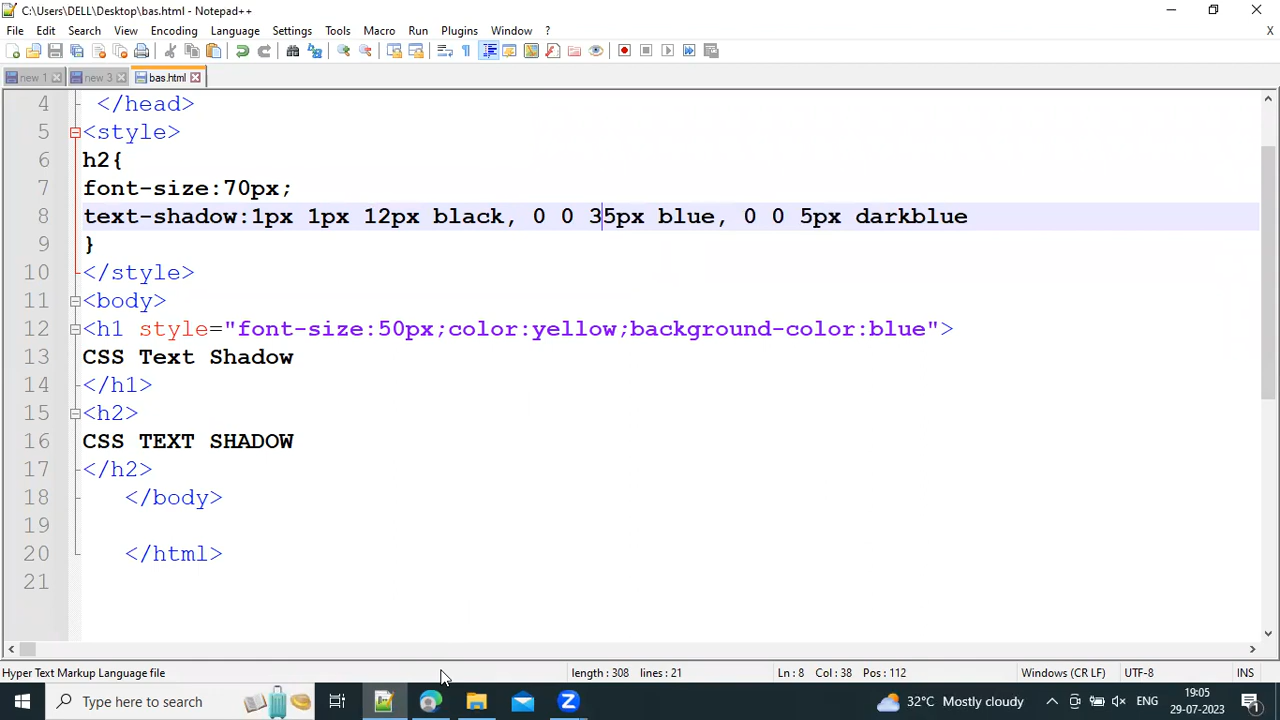 C:\Users\DELL\Desktop\bas.html - Notepad++
File Edit Search View Encoding Language Settings Tools Macro Run Plugins Window ? X
new 1 new 3 bas.html
4 </head>
5 <style>
6 h2{
7 font-size:70px;
8 text-shadow:1px 1px 12px black, 0 0 35px blue, 0 0 5px darkblue
9 }
10 </style>
11 <body>
12 <h1 style="font-size:50px;color:yellow;background-color:blue">
13 CSS Text Shadow
14 </h1>
15 <h2>
16 CSS TEXT SHADOW
17 </h2>
18 </body>
19
20 </html>
21
Hyper Text Markup Language file length : 308 lines : 21 Ln : 8 Col : 38 Pos : 112 Windows (CR LF) UTF-8 INS
Type here to search 32°C Mostly cloudy ENG 19:05
29-07-2023 1